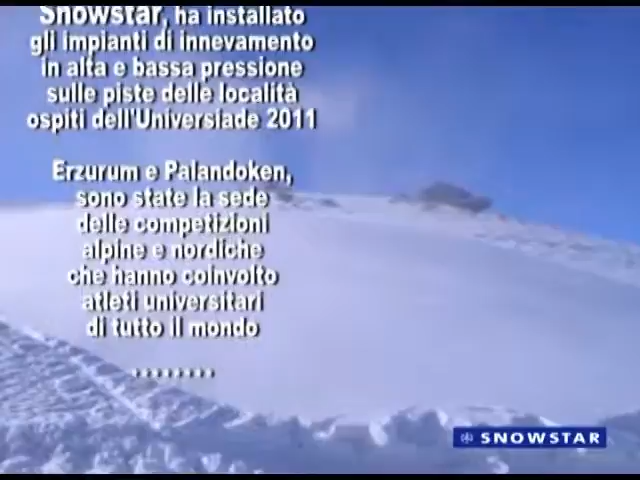 Snowstar, ha installato
gli impianti di innevamento
in alta e bassa pressione
sulle piste delle località
ospiti dell'Universiade 2011
Erzurum e Palandoken,
sono state la sede
delle competizioni
alpine e nordiche
che hanno coinvolto
atleti universitari
di tutto il mondo
........
SNOWSTAR